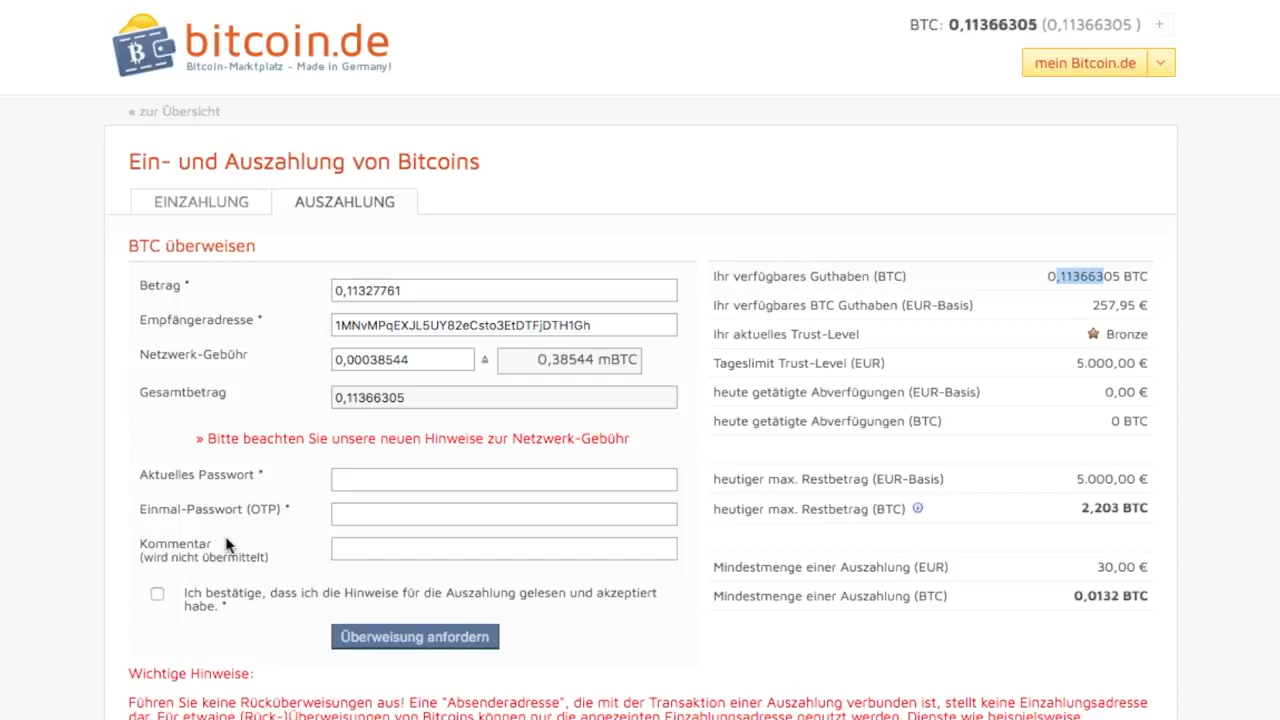 bitcoin.de
Bitcoin-Marktplatz - Made in Germany!
BTC: 0,11366305 (0,11366305 ) +
mein Bitcoin.de
« zur Übersicht
Ein- und Auszahlung von Bitcoins
EINZAHLUNG
AUSZAHLUNG
BTC überweisen
Betrag *
0,11327761
Empfängeradresse *
1MNvMPqEXJL5UY82eCsto3EtDTFjDTH1Gh
Netzwerk-Gebühr
0,00038544
≙ 0,38544 mBTC
Gesamtbetrag
0,11366305
» Bitte beachten Sie unsere neuen Hinweise zur Netzwerk-Gebühr
Aktuelles Passwort *
Einmal-Passwort (OTP) *
Kommentar
(wird nicht übermittelt)
Ich bestätige, dass ich die Hinweise für die Auszahlung gelesen und akzeptiert
habe. *
Überweisung anfordern
Ihr verfügbares Guthaben (BTC) 0,11366305 BTC
Ihr verfügbares BTC Guthaben (EUR-Basis) 257,95 €
Ihr aktuelles Trust-Level Bronze
Tageslimit Trust-Level (EUR) 5.000,00 €
heute getätigte Abverfügungen (EUR-Basis) 0,00 €
heute getätigte Abverfügungen (BTC) 0 BTC
heutiger max. Restbetrag (EUR-Basis) 5.000,00 €
heutiger max. Restbetrag (BTC) 2,203 BTC
Mindestmenge einer Auszahlung (EUR) 30,00 €
Mindestmenge einer Auszahlung (BTC) 0,0132 BTC
Wichtige Hinweise:
Führen Sie keine Rücküberweisungen aus! Eine "Absenderadresse", die mit der Transaktion einer Auszahlung verbunden ist, stellt keine Einzahlungsadresse
dar. Für etwaige (Rück-)Überweisungen von Bitcoins können nur die angezeigten Einzahlungsadresse genutzt werden. Dienste wie beispielsweise